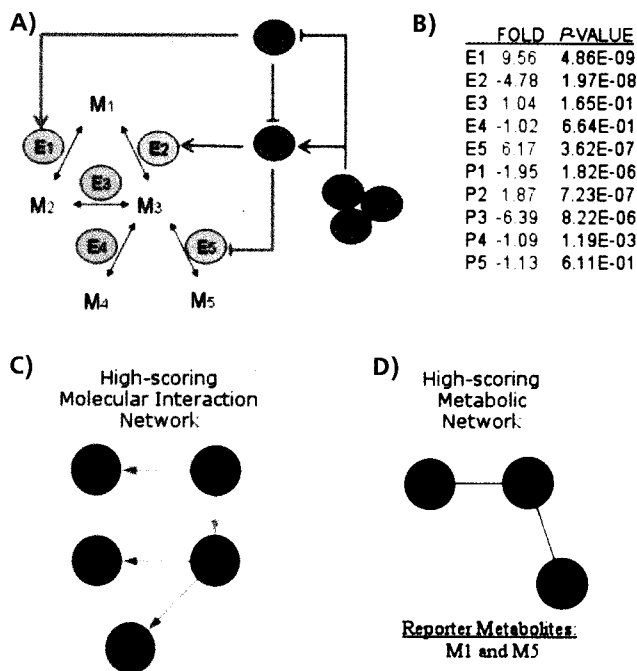 A)
M1
E1
E2
E3
M2
M3
E4
E5
M4
M5
B)
FOLD P-VALUE
E1 9.56 4.86E-09
E2 -4.78 1.97E-08
E3 1.04 1.65E-01
E4 -1.02 6.64E-01
E5 6.17 3.62E-07
P1 -1.95 1.82E-06
P2 1.87 7.23E-07
P3 -6.39 8.22E-06
P4 -1.09 1.19E-03
P5 -1.13 6.11E-01
C)
High-scoring
Molecular Interaction
Network
D)
High-scoring
Metabolic
Network
Reporter Metabolites:
M1 and M5